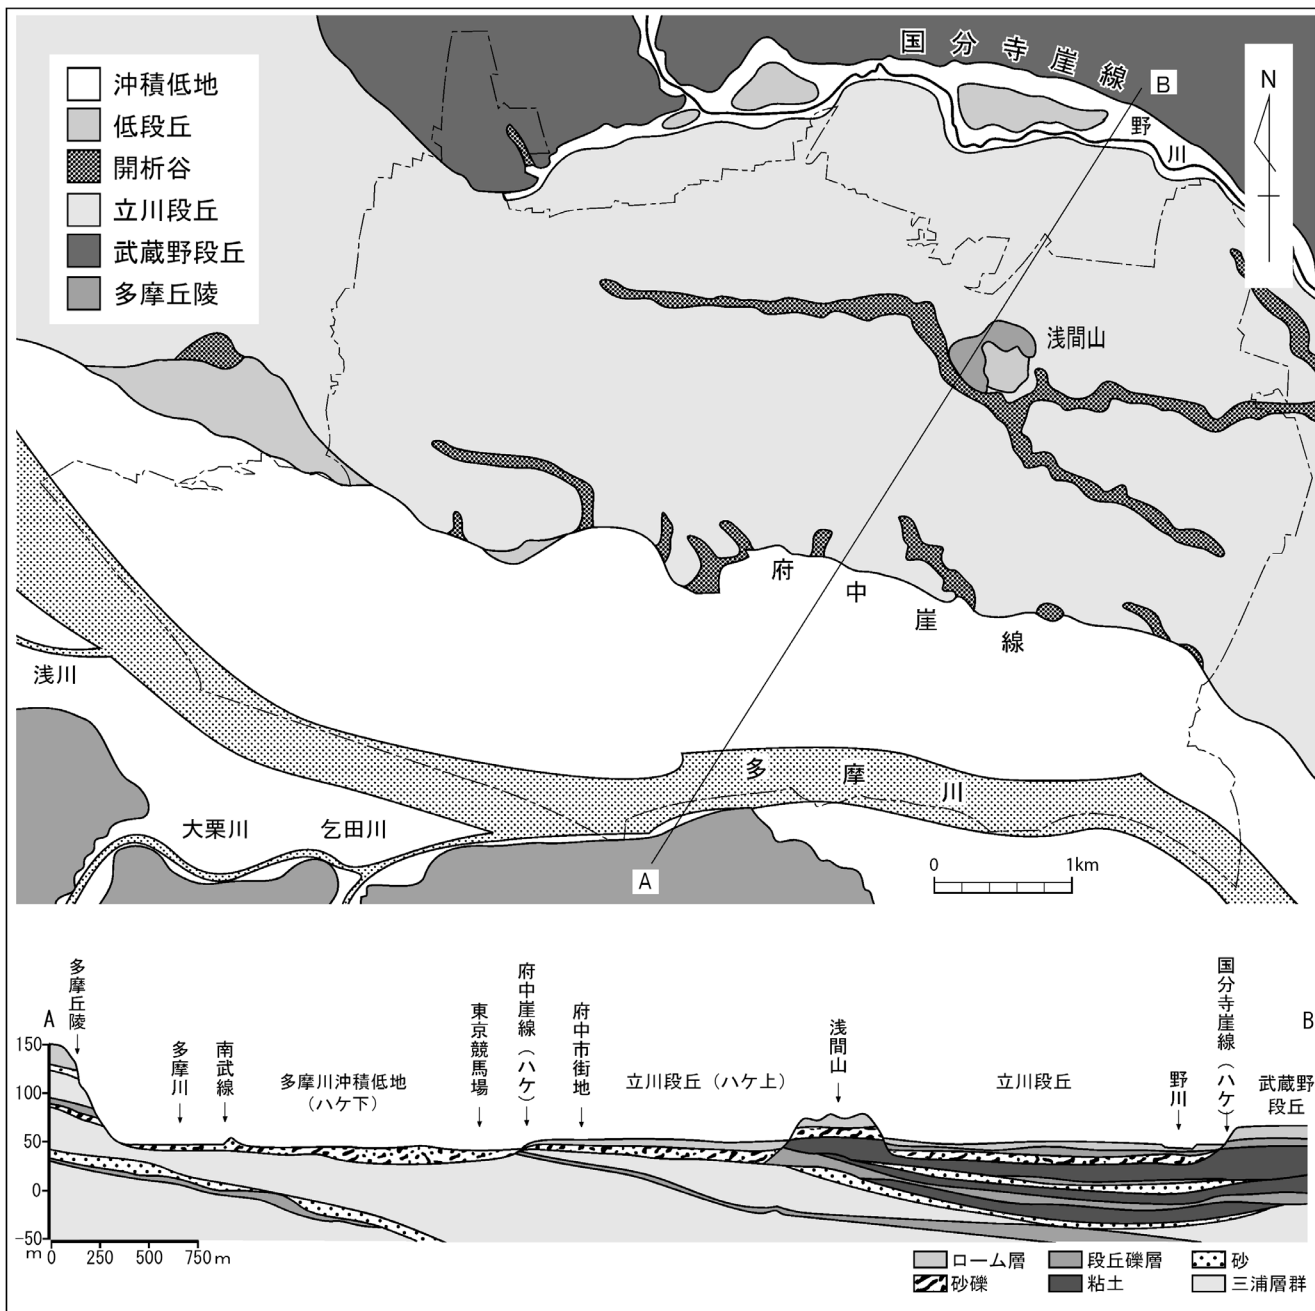 国分寺崖線
B
N
沖積低地
低段丘
開析谷
立川段丘
武蔵野段丘
多摩丘陵
野川
浅間山
府中崖線
浅川
多摩川
大栗川
乞田川
A
0
1km
A
多摩丘陵
多摩川
南武線
多摩川沖積低地
(ハケ下)
東京競馬場
府中崖線(ハケ)
府中市街地
立川段丘(ハケ上)
浅間山
立川段丘
野川
国分寺崖線(ハケ)
武蔵野
段丘
B
150
100
50
0
-50
m
0
250
500
750m
ローム層
段丘礫層
砂
砂礫
粘土
三浦層群